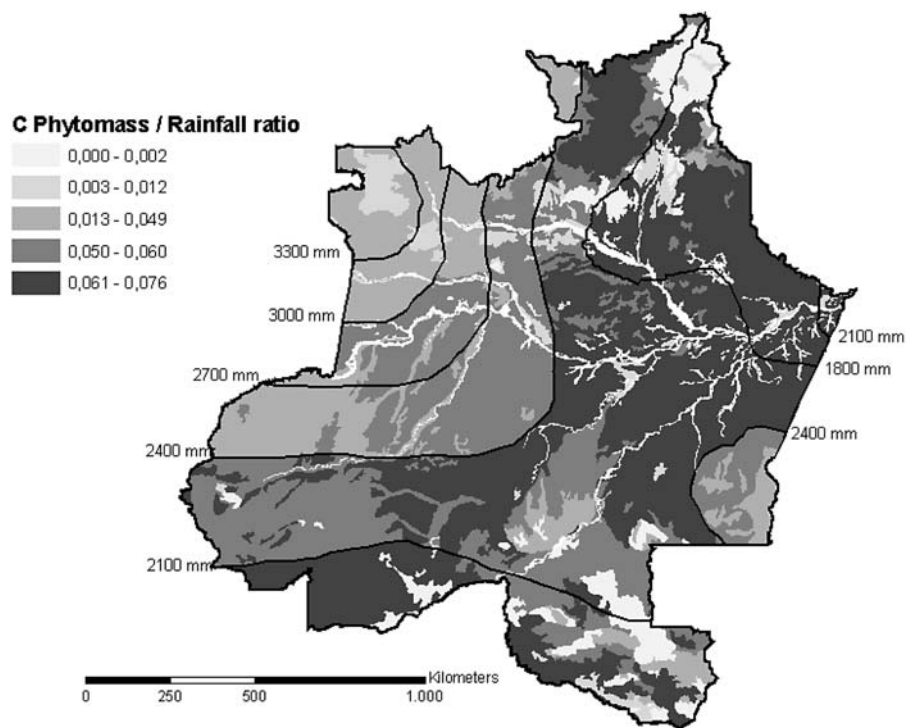 C Phytomass / Rainfall ratio
0,000 - 0,002
0,003 - 0,012
0,013 - 0,049
0,050 - 0,060
0,061 - 0,076
3300 mm
3000 mm
2700 mm
2400 mm
2100 mm
2100 mm
1800 mm
2400 mm
Kilometers
0 250 500 1.000